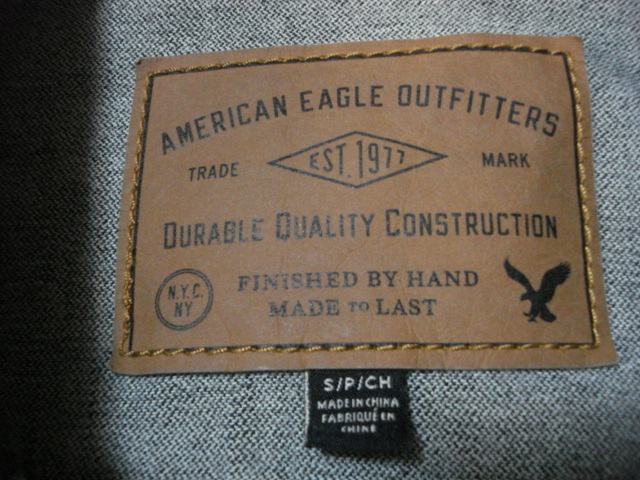 AMERICAN EAGLE OUTFITTERS
TRADE EST. 1977 MARK
DURABLE QUALITY CONSTRUCTION
N.Y.C.
NY
FINISHED BY HAND
MADE TO LAST
S/P/CH
MADE IN CHINA
FABRIQUÉ EN
CHINE